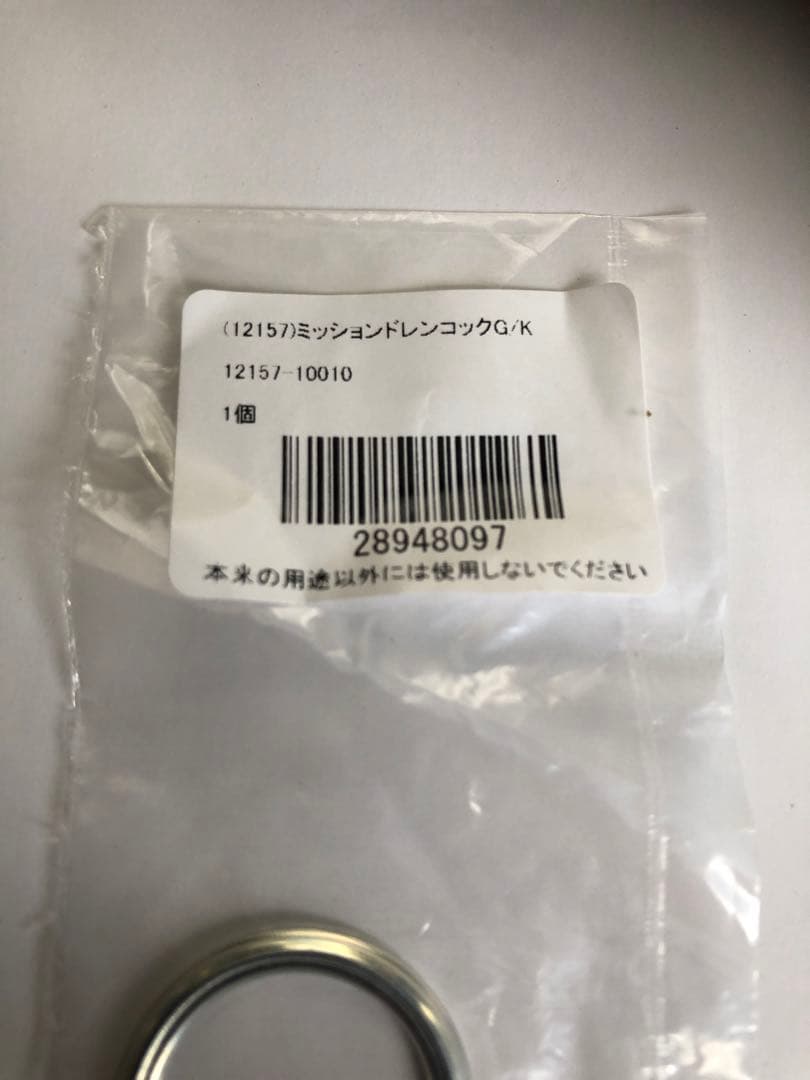 (12157)ミッションドレンコックG/K
12157-10010
1個
28948097
本来の用途以外には使用しないでください